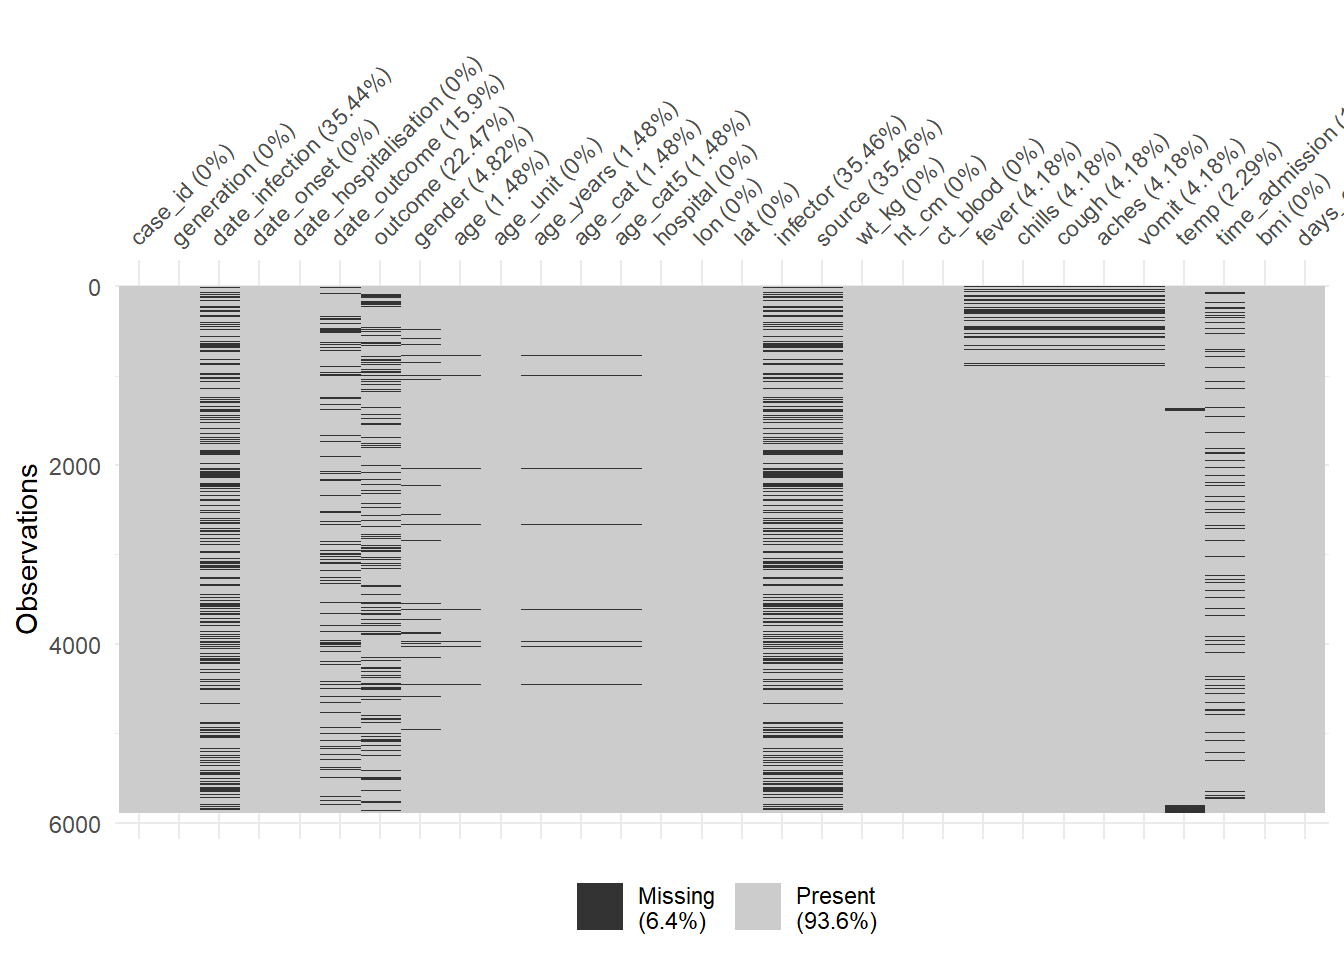 case_id (0%)
generation (0%)
date_infection (35.44%)
date_onset (0%)
date_hospitalisation (0%)
date_outcome (15.9%)
outcome (22.47%)
gender (4.82%)
age (1.48%)
age_unit (0%)
age_years (1.48%)
age_cat (1.48%)
age_cat5 (1.48%)
hospital (0%)
lon (0%)
lat (0%)
infector (35.46%)
source (35.46%)
wt_kg (0%)
ht_cm (0%)
ct_blood (0%)
fever (4.18%)
chills (4.18%)
cough (4.18%)
aches (4.18%)
vomit (4.18%)
temp (2.29%)
time_admission
bmi (0%)
0
2000
4000
6000
Observations
Missing
(6.4%)
Present
(93.6%)